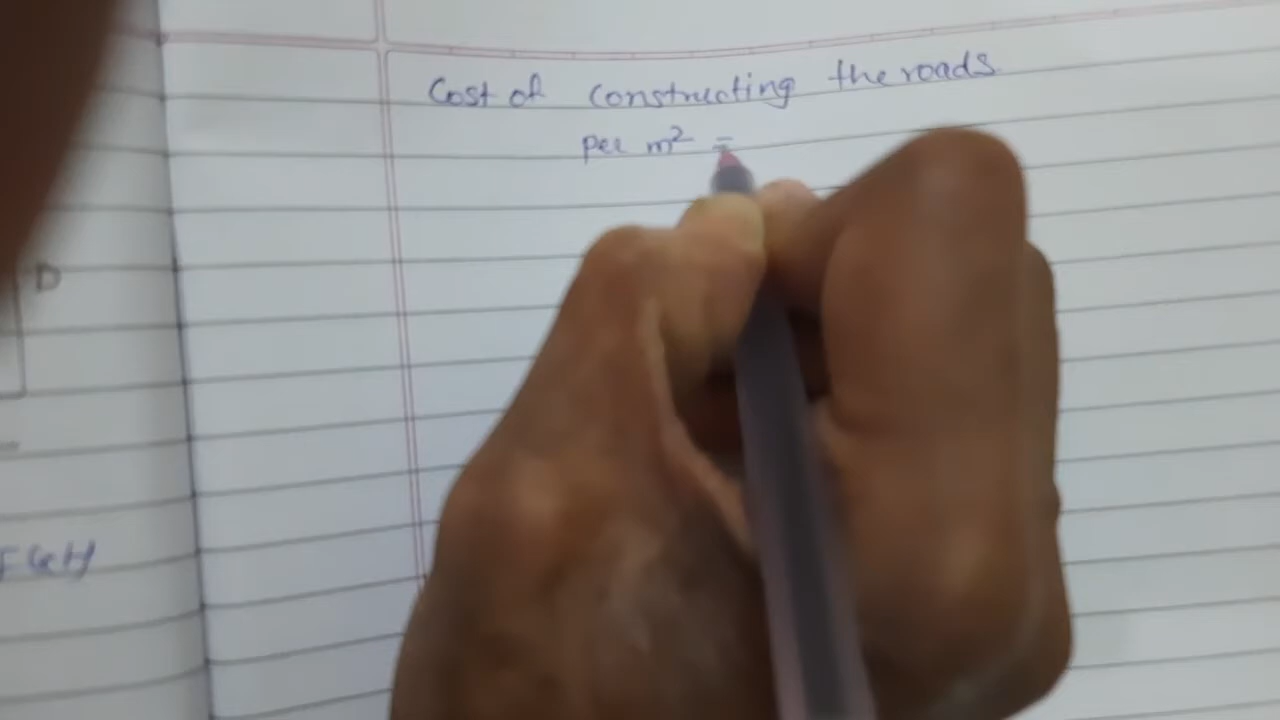 Cost of constructing the roads
per m² =
D